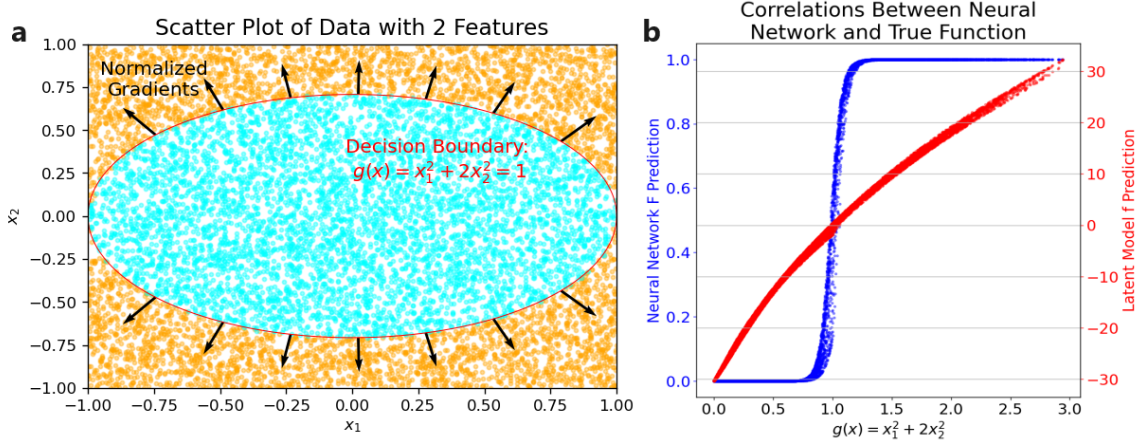 a
Scatter Plot of Data with 2 Features
Normalized
Gradients
Decision Boundary:
g(x) = x₁² + 2x₂² = 1
1.00
0.75
0.50
0.25
0.00
−0.25
−0.50
−0.75
−1.00
x₂
−1.00 −0.75 −0.50 −0.25 0.00 0.25 0.50 0.75 1.00
x₁
b
Correlations Between Neural
Network and True Function
1.0
0.8
0.6
0.4
0.2
0.0
Neural Network F Prediction
30
20
10
0
−10
−20
−30
Latent Model f Prediction
0.0 0.5 1.0 1.5 2.0 2.5 3.0
g(x) = x₁² + 2x₂²